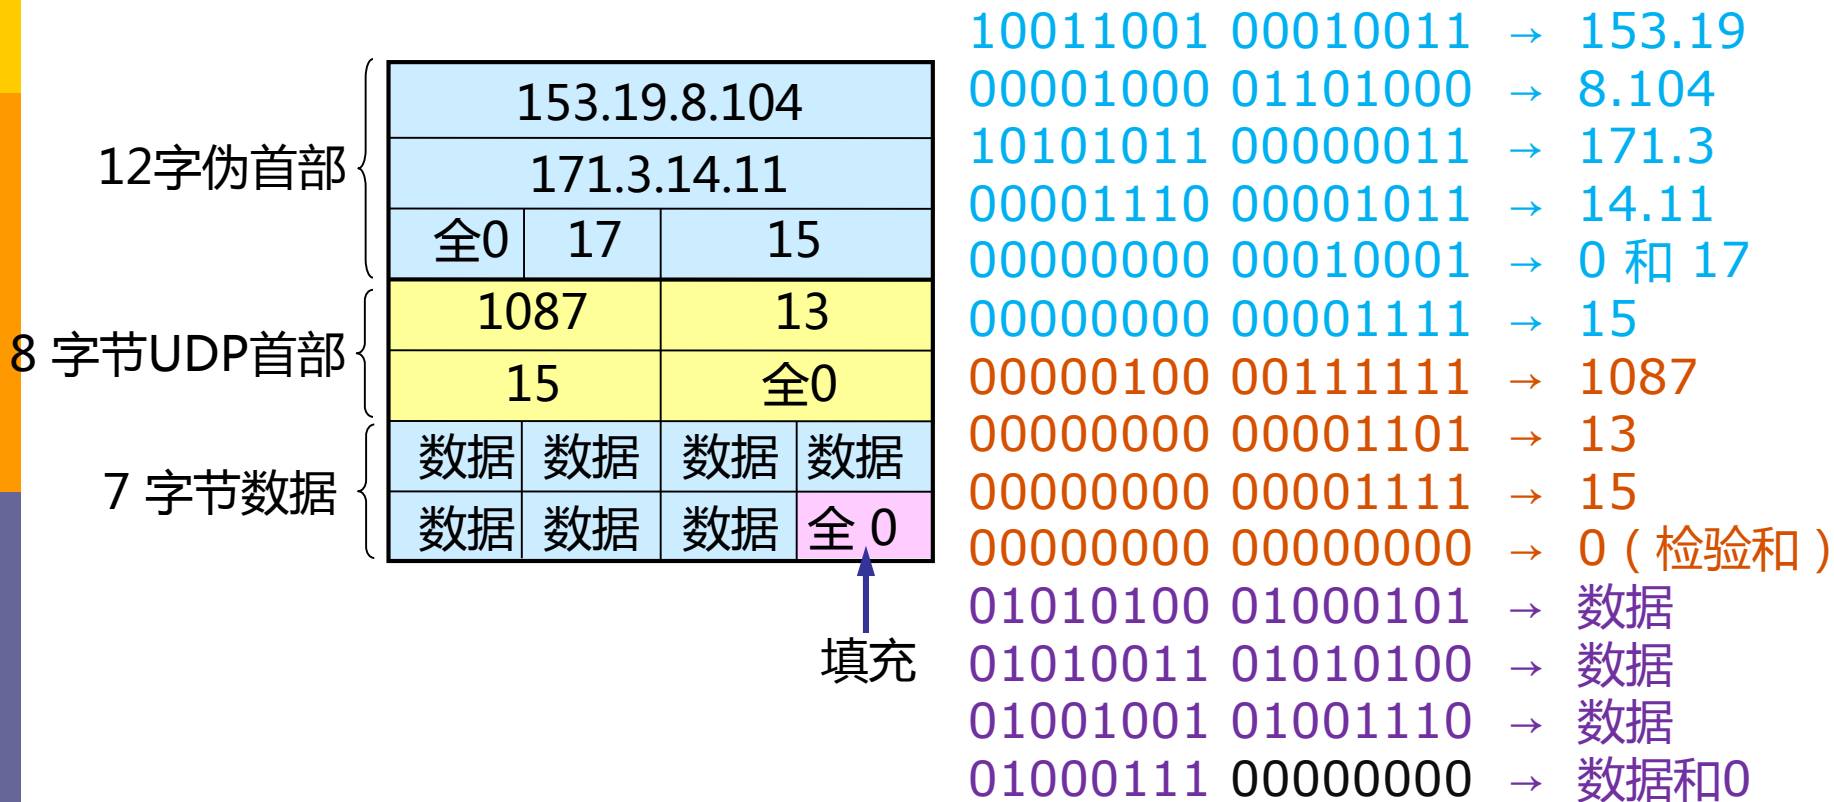 12字伪首部
153.19.8.104
171.3.14.11
全0 17 15
8 字节UDP首部
1087 13
15 全0
7 字节数据
数据 数据 数据 数据
数据 数据 数据 全 0
填充
10011001 00010011 → 153.19
00001000 01101000 → 8.104
10101011 00000011 → 171.3
00001110 00001011 → 14.11
00000000 00010001 → 0 和 17
00000000 00001111 → 15
00000100 00111111 → 1087
00000000 00001101 → 13
00000000 00001111 → 15
00000000 00000000 → 0（检验和）
01010100 01000101 → 数据
01010011 01010100 → 数据
01001001 01001110 → 数据
01000111 00000000 → 数据和0